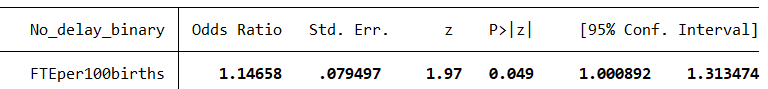 No_delay_binary Odds Ratio Std. Err. z P>|z| [95% Conf. Interval]
FTEper100births 1.14658 .079497 1.97 0.049 1.000892 1.313474